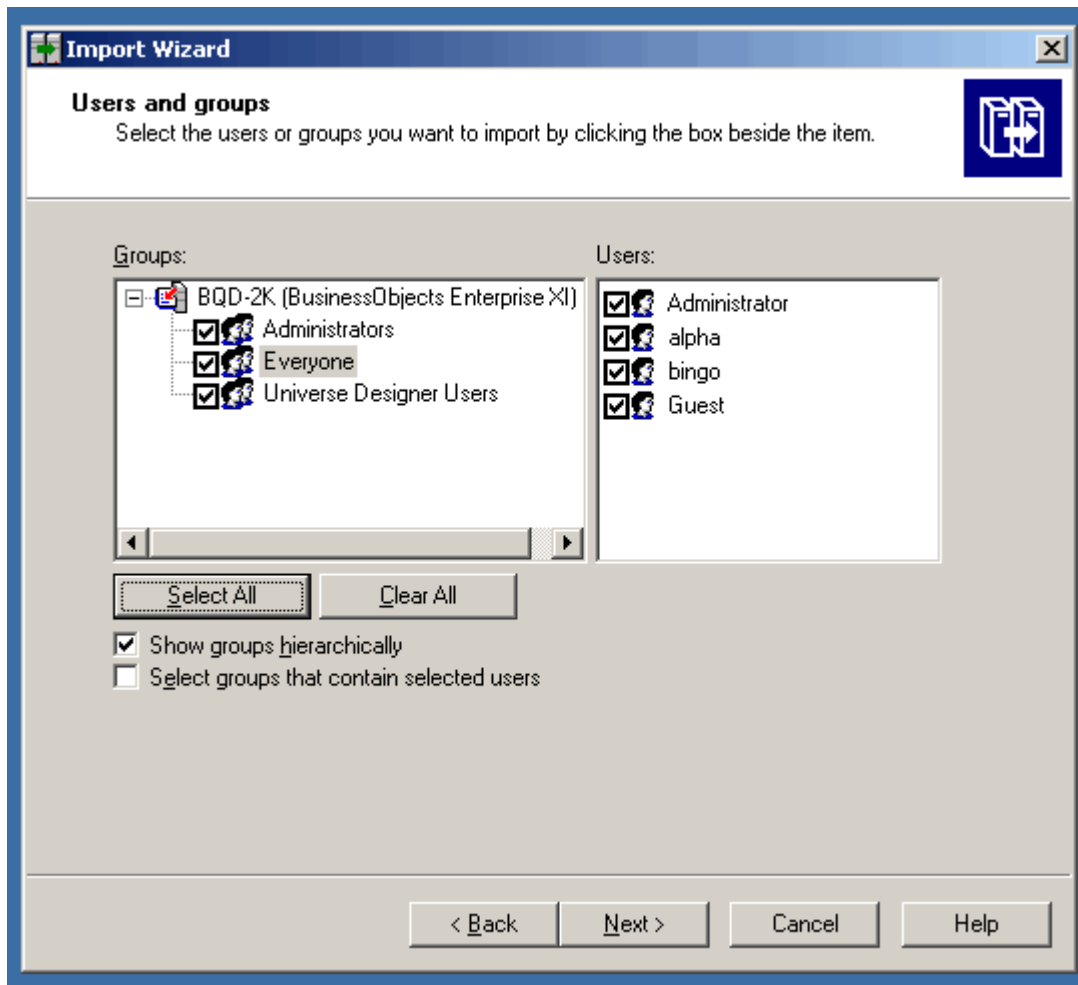 Import Wizard
Users and groups
Select the users or groups you want to import by clicking the box beside the item.
Groups:
BQD-2K (BusinessObjects Enterprise XI)
Administrators
Everyone
Universe Designer Users
Users:
Administrator
alpha
bingo
Guest
Select All
Clear All
Show groups hierarchically
Select groups that contain selected users
< Back
Next >
Cancel
Help